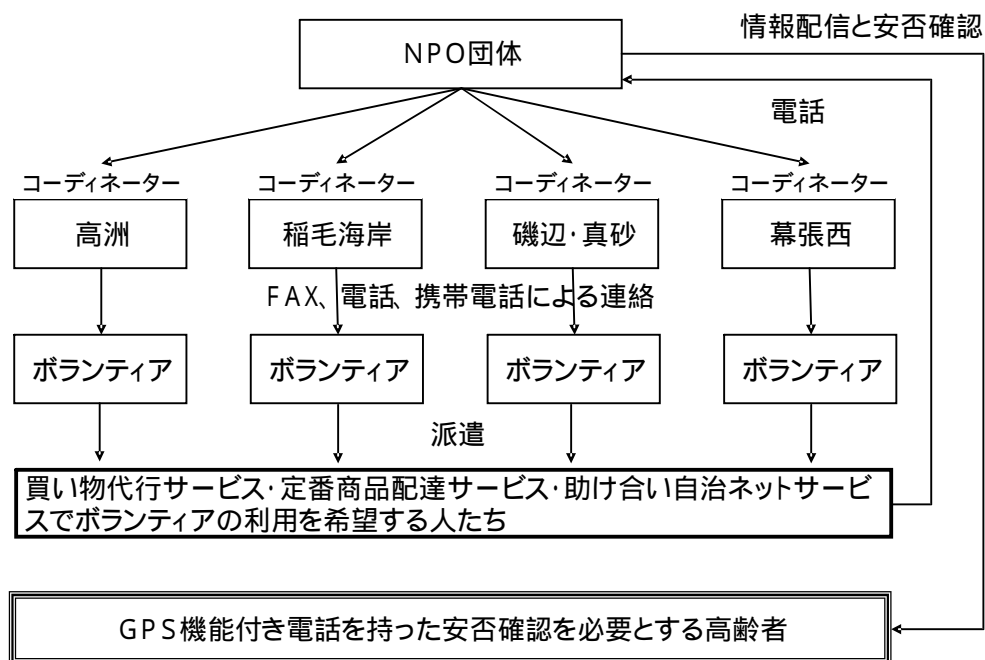 情報配信と安否確認
NPO団体
電話
コーディネーター コーディネーター コーディネーター コーディネーター
高洲 稲毛海岸 磯辺・真砂 幕張西
FAX、電話、携帯電話による連絡
ボランティア ボランティア ボランティア ボランティア
派遣
買い物代行サービス・定番商品配達サービス・助け合い自治ネットサービ
スでボランティアの利用を希望する人たち
GPS機能付き電話を持った安否確認を必要とする高齢者